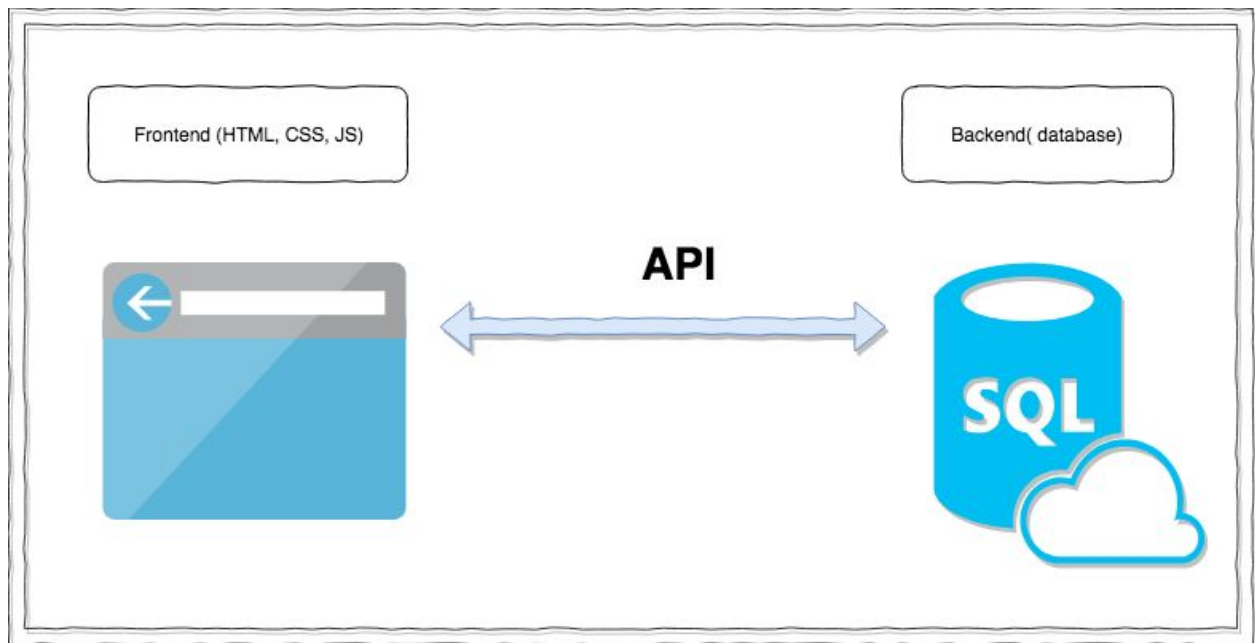 Frontend (HTML, CSS, JS)
Backend( database)
API
SQL